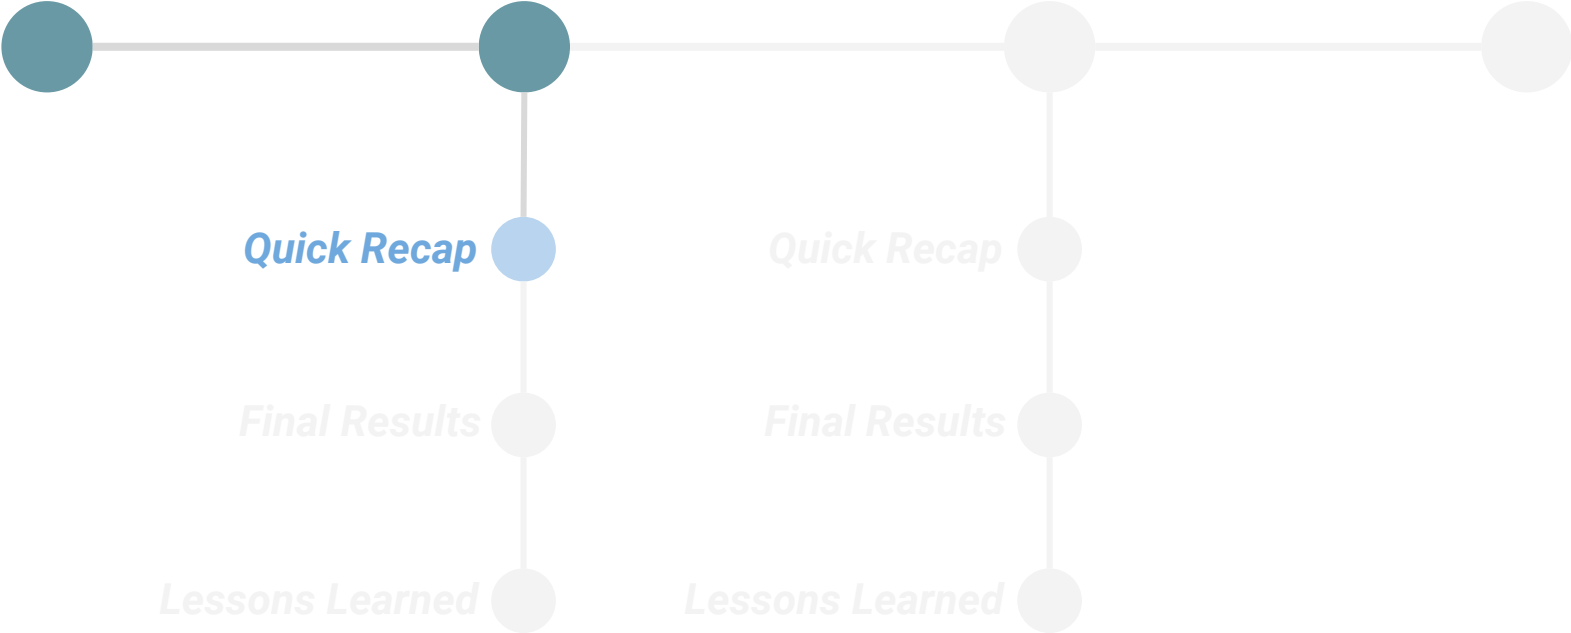 Quick Recap
Quick Recap
Final Results
Final Results
Lessons Learned
Lessons Learned